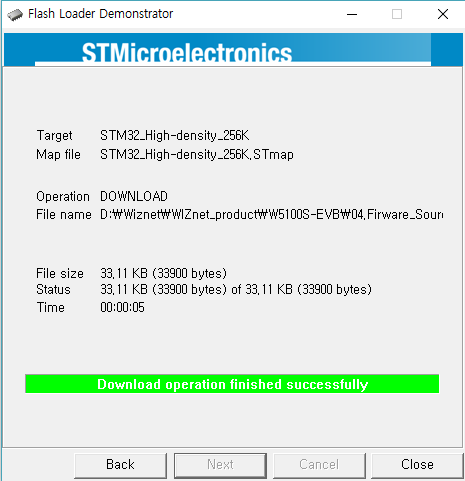 Flash Loader Demonstrator
STMicroelectronics
Target STM32_High-density_256K
Map file STM32_High-density_256K.STmap
Operation DOWNLOAD
File name D:₩Wiznet₩WIZnet_product₩W5100S-EVB₩04.Firware_Sour
File size 33.11 KB (33900 bytes)
Status 33.11 KB (33900 bytes) of 33.11 KB (33900 bytes)
Time 00:00:05
Download operation finished successfully
Back Next Cancel Close